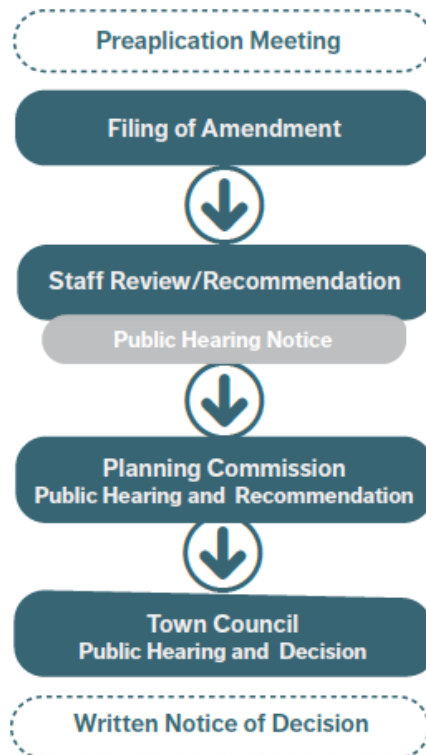 Preaplication Meeting
Filing of Amendment
Staff Review/Recommendation
Public Hearing Notice
Planning Commission
Public Hearing and Recommendation
Town Council
Public Hearing and Decision
Written Notice of Decision